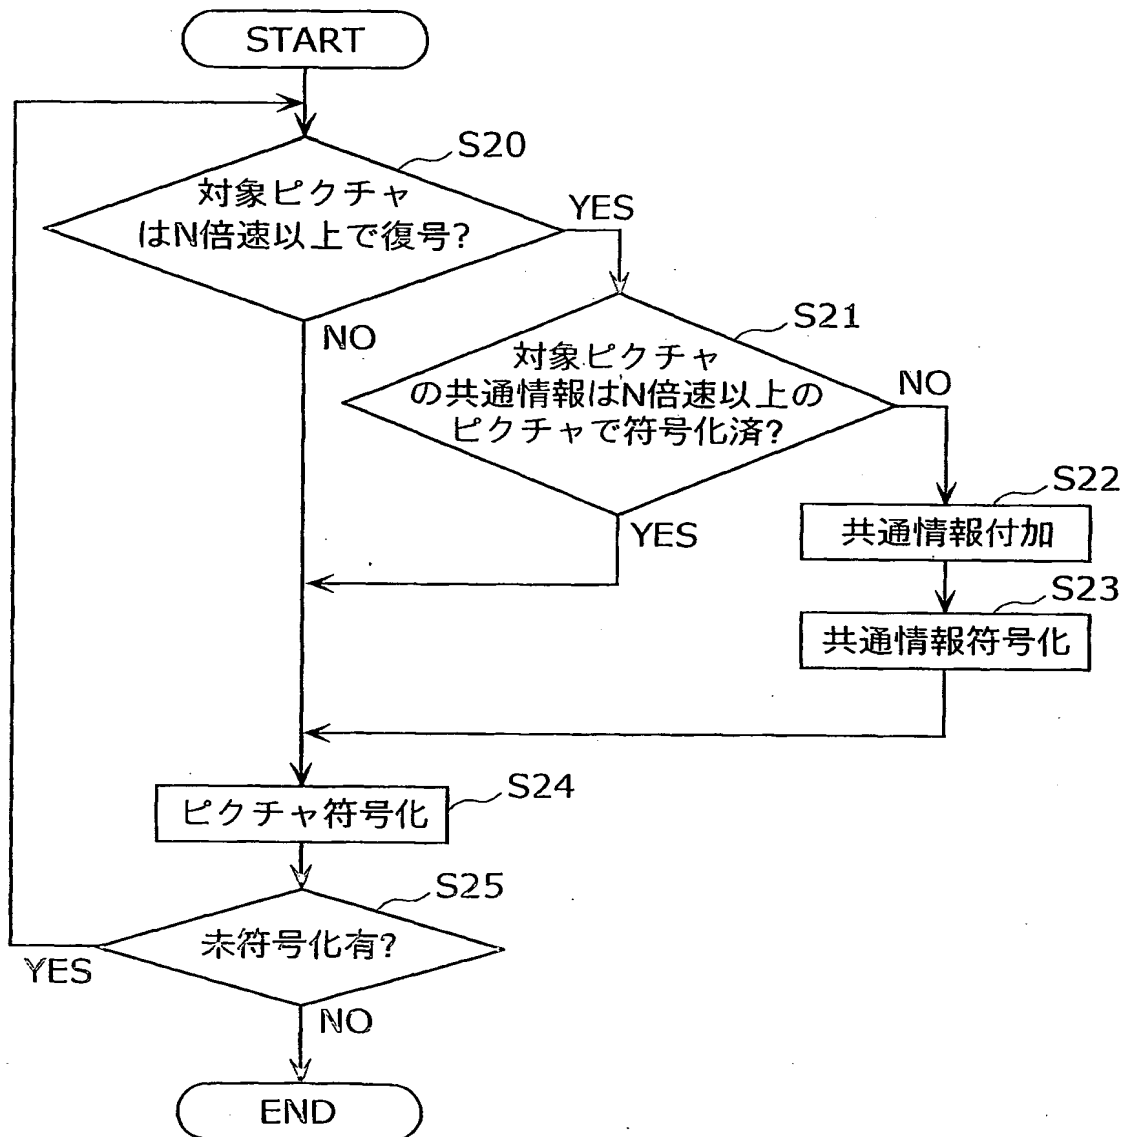 START
S20
対象ピクチャ
はN倍速以上で復号?
YES
NO
S21
対象ピクチャ
の共通情報はN倍速以上の
ピクチャで符号化済?
NO
YES
S22
共通情報付加
S23
共通情報符号化
S24
ピクチャ符号化
S25
未符号化有?
YES
NO
END